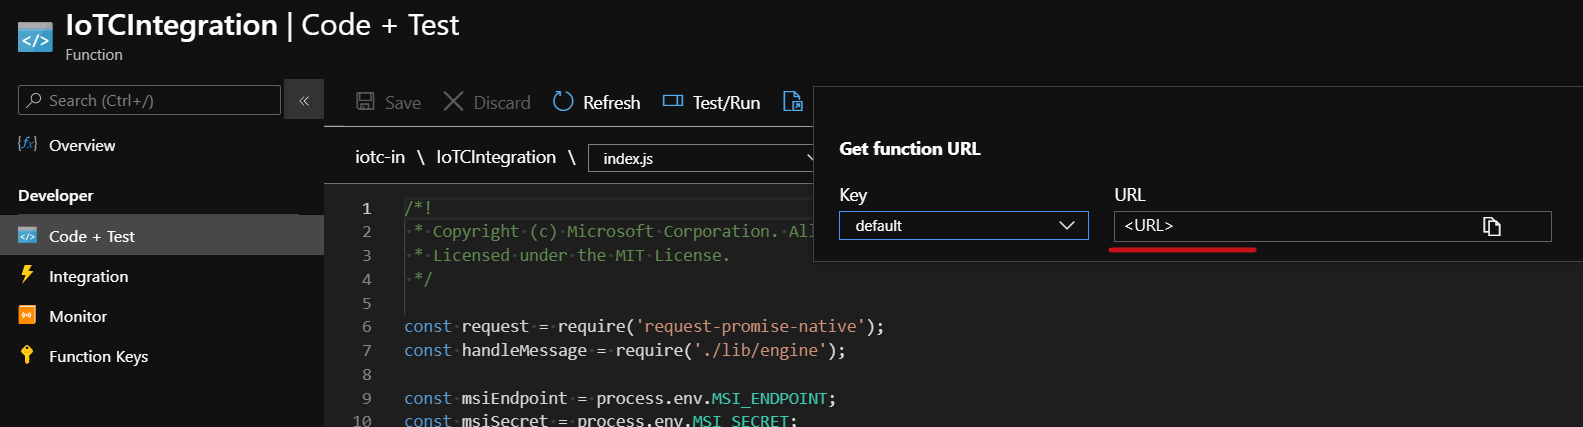 IoTCIntegration | Code + Test
Function
Search (Ctrl+/)
«
Overview
Developer
Code + Test
Integration
Monitor
Function Keys
Save
Discard
Refresh
Test/Run
iotc-in \ IoTCIntegration \ index.js
1 /*!
2 * Copyright (c) Microsoft Corporation. All
3 * Licensed under the MIT License.
4 */
5
6 const request = require('request-promise-native');
7 const handleMessage = require('./lib/engine');
8
9 const msiEndpoint = process.env.MSI_ENDPOINT;
10 const msiSecret = process.env.MSI_SECRET;
Get function URL
Key
default
URL
<URL>